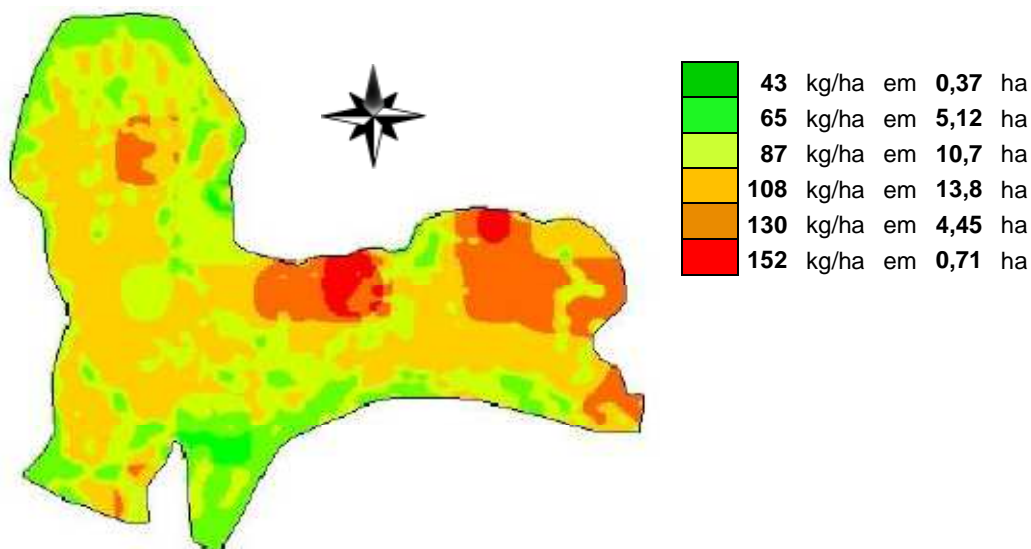 43 kg/ha em 0,37 ha
65 kg/ha em 5,12 ha
87 kg/ha em 10,7 ha
108 kg/ha em 13,8 ha
130 kg/ha em 4,45 ha
152 kg/ha em 0,71 ha